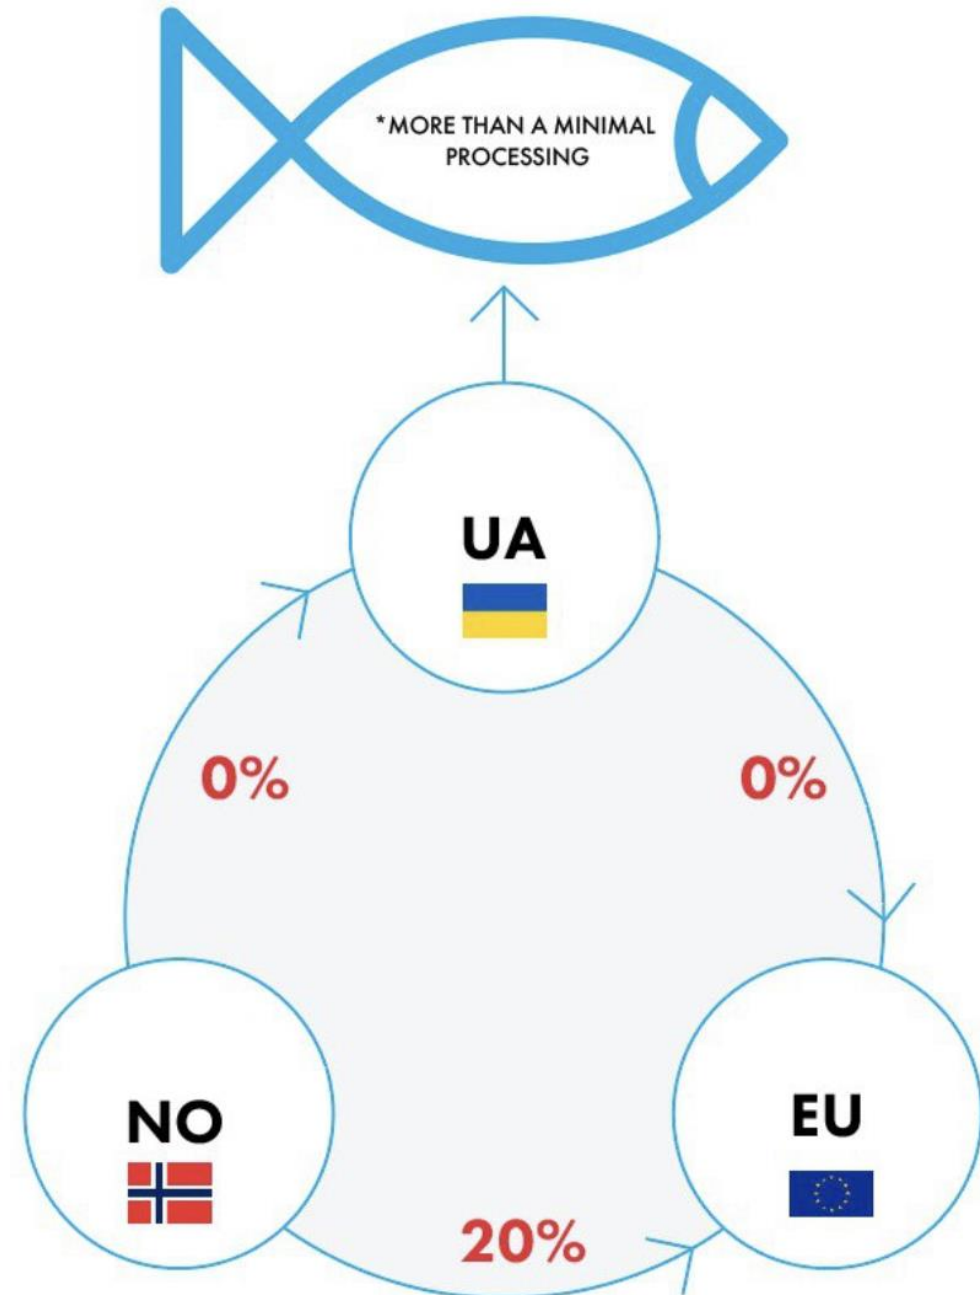 *MORE THAN A MINIMAL
PROCESSING
UA
0%
0%
NO
EU
20%